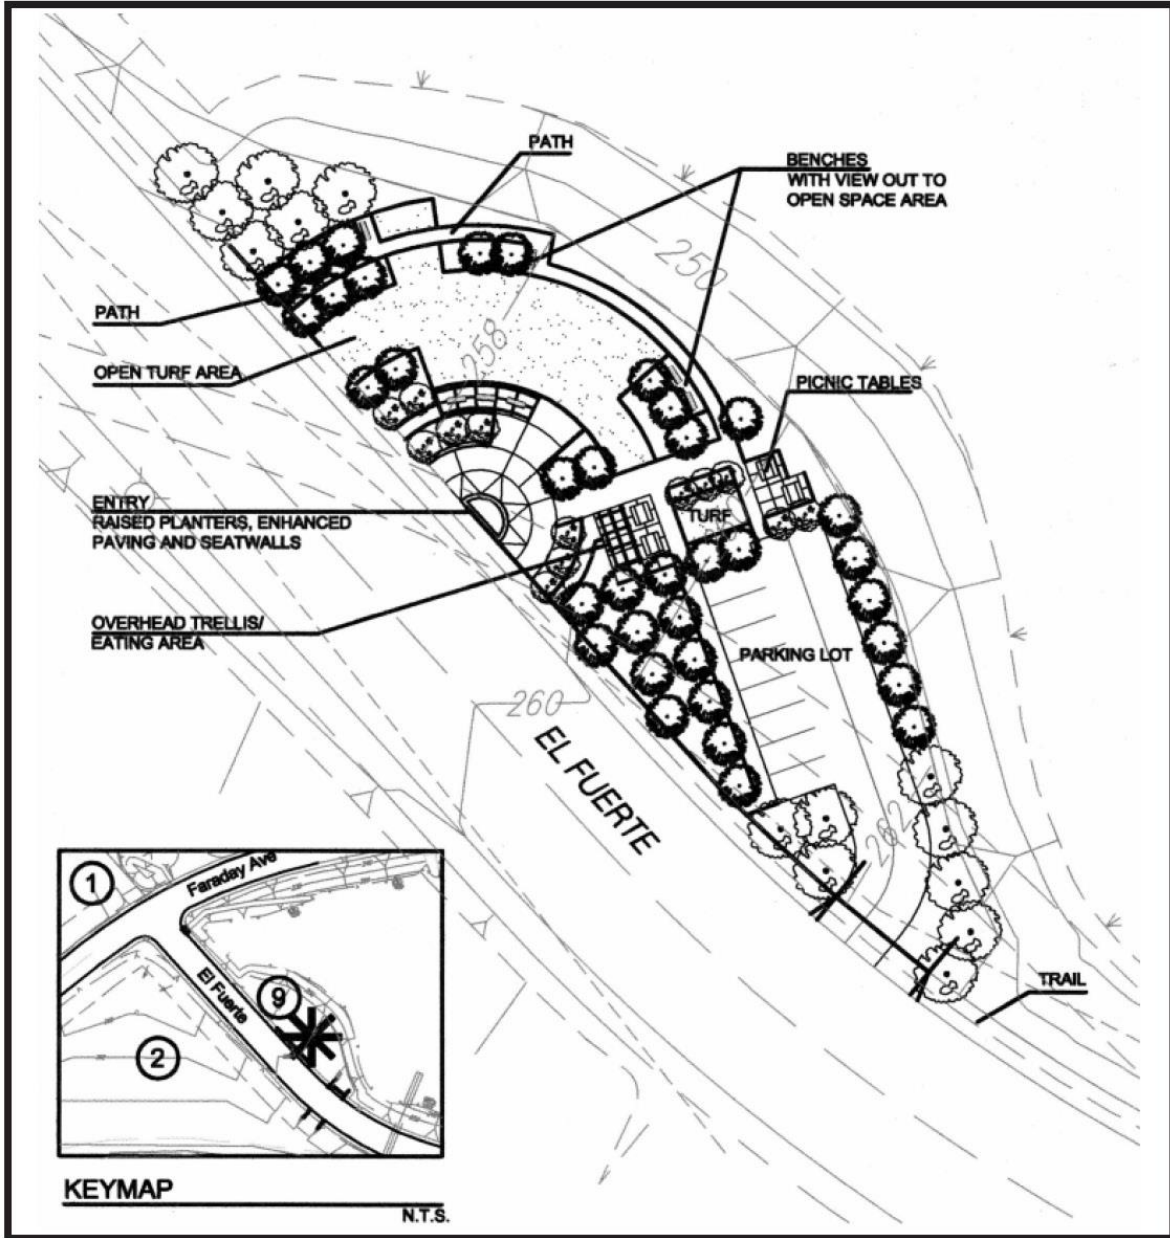 PATH
BENCHES
WITH VIEW OUT TO
OPEN SPACE AREA
250
PATH
258
OPEN TURF AREA
PICNIC TABLES
ENTRY
RAISED PLANTERS, ENHANCED
PAVING AND SEATWALLS
TURF
OVERHEAD TRELLIS/
EATING AREA
PARKING LOT
260
EL FUERTE
262
TRAIL
1
Faraday Ave
El Fuerte
9
2
KEYMAP
N.T.S.